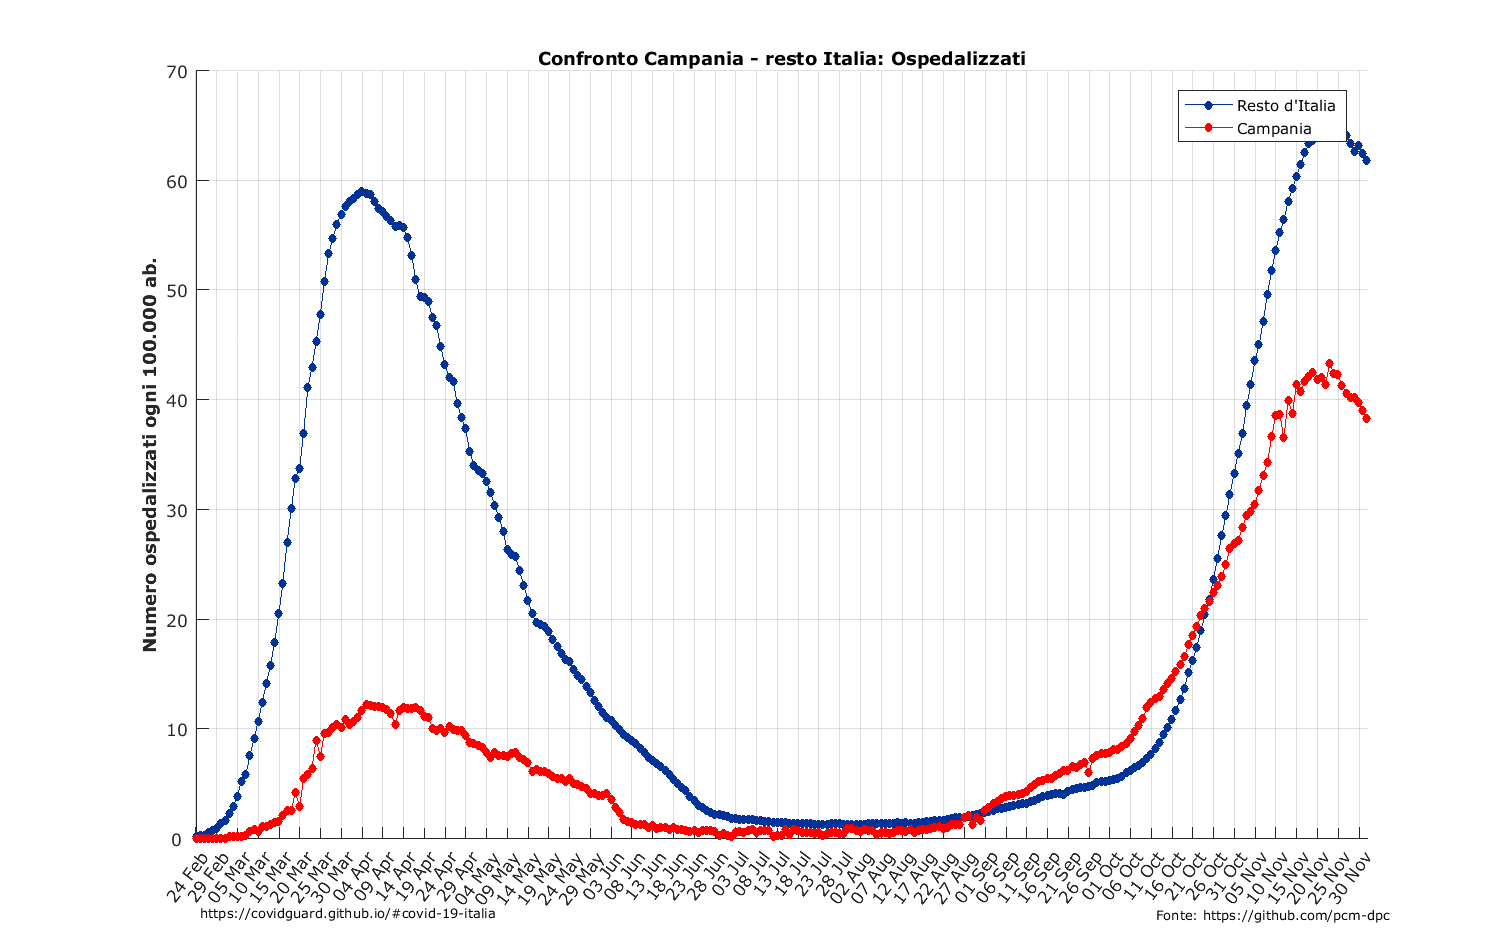 Confronto Campania - resto Italia: Ospedalizzati
Numero ospedalizzati ogni 100.000 ab.
70
60
50
40
30
20
10
0
Resto d'Italia
Campania
24 Feb
29 Feb
05 Mar
10 Mar
15 Mar
20 Mar
25 Mar
30 Mar
04 Apr
09 Apr
14 Apr
19 Apr
24 Apr
29 Apr
04 May
09 May
14 May
19 May
24 May
29 May
03 Jun
08 Jun
13 Jun
18 Jun
23 Jun
28 Jun
03 Jul
08 Jul
13 Jul
18 Jul
23 Jul
28 Jul
02 Aug
07 Aug
12 Aug
17 Aug
22 Aug
27 Aug
01 Sep
06 Sep
11 Sep
16 Sep
21 Sep
26 Sep
01 Oct
06 Oct
11 Oct
16 Oct
21 Oct
26 Oct
31 Oct
05 Nov
10 Nov
15 Nov
20 Nov
25 Nov
30 Nov
https://covidguard.github.io/#covid-19-italia
Fonte: https://github.com/pcm-dpc